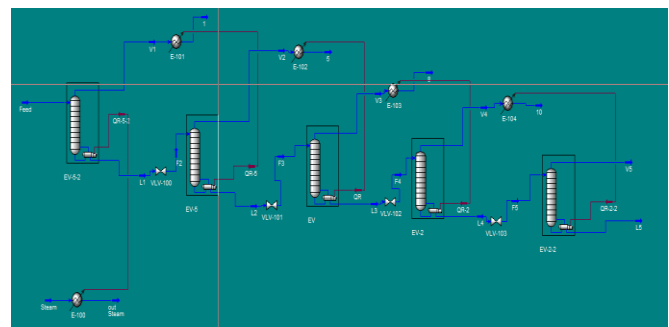 1
V1
E-101
V2
E-102
5
V3
E-103
8
V4
E-104
10
Feed
QR-5-2
F2
QR-5
F3
QR
F4
QR-2
F5
QR-2-2
V5
EV-5-2
L1
VLV-100
EV-5
L2
VLV-101
EV
L3
VLV-102
EV-2
L4
VLV-103
EV-2-2
L5
Steam
E-100
out
Steam